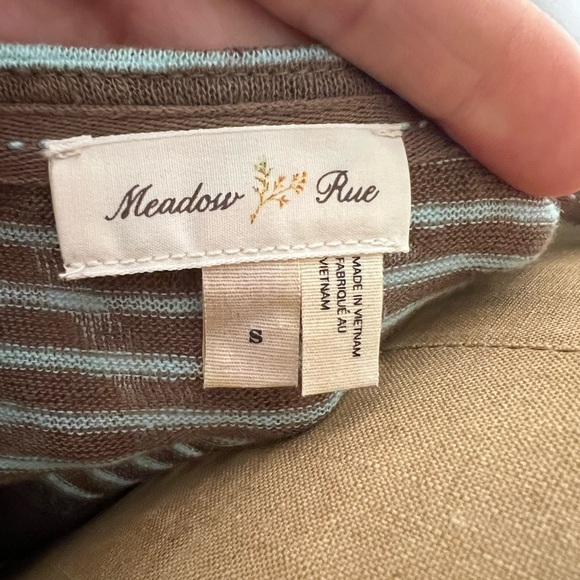 Meadow Rue
S
MADE IN VIETNAM
FABRIQUÉ AU
VIETNAM